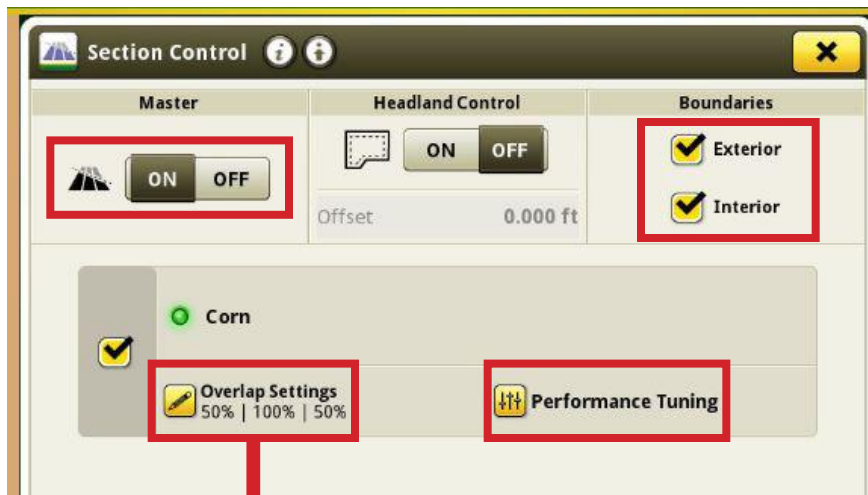 Section Control
Master
Headland Control
Boundaries
ON OFF
ON OFF
Exterior
Offset 0.000 ft
Interior
Corn
Overlap Settings
50% | 100% | 50%
Performance Tuning